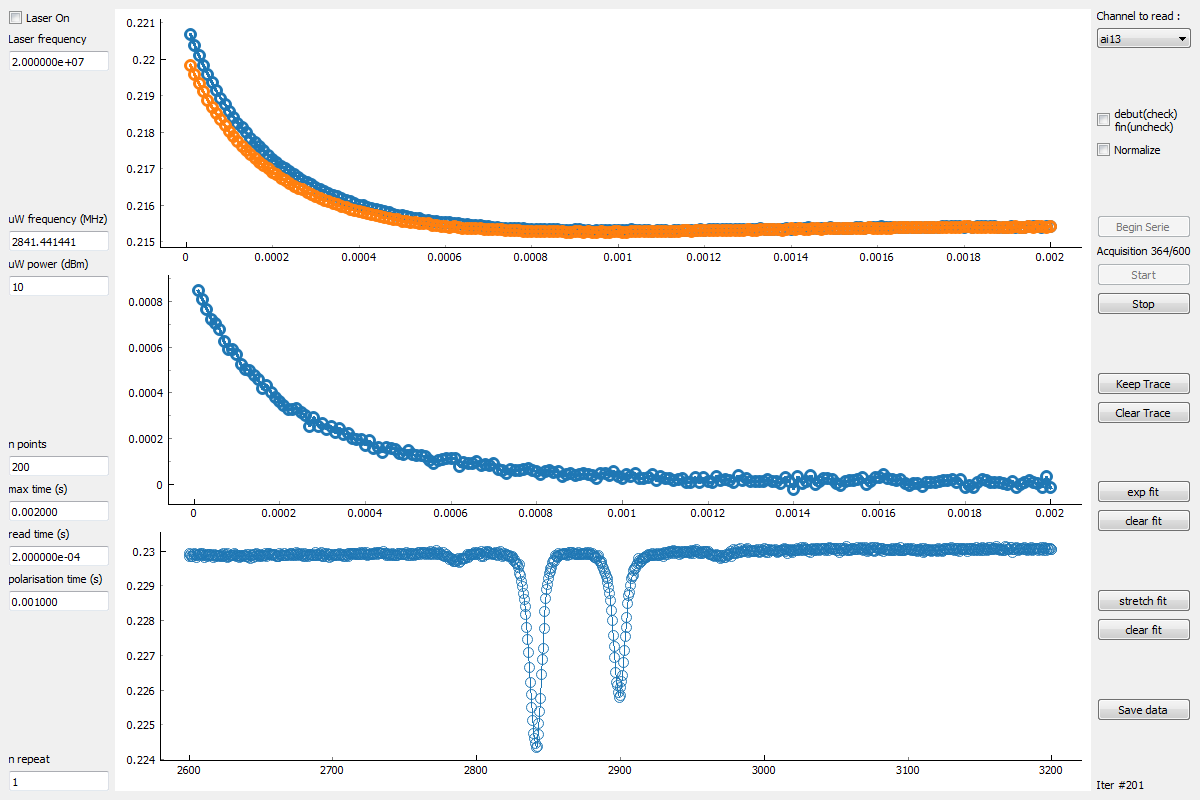 Laser On
Laser frequency
2.000000e+07
uW frequency (MHz)
2841.441441
uW power (dBm)
10
n points
200
max time (s)
0.002000
read time (s)
2.000000e-04
polarisation time (s)
0.001000
n repeat
1
0.221
0.22
0.219
0.218
0.217
0.216
0.215
0 0.0002 0.0004 0.0006 0.0008 0.001 0.0012 0.0014 0.0016 0.0018 0.002
0.0008
0.0006
0.0004
0.0002
0
0 0.0002 0.0004 0.0006 0.0008 0.001 0.0012 0.0014 0.0016 0.0018 0.002
0.23
0.229
0.228
0.227
0.226
0.225
0.224
2600 2700 2800 2900 3000 3100 3200
Channel to read :
ai13
debut(check)
fin(uncheck)
Normalize
Begin Serie
Acquisition 364/600
Start
Stop
Keep Trace
Clear Trace
exp fit
clear fit
stretch fit
clear fit
Save data
Iter #201